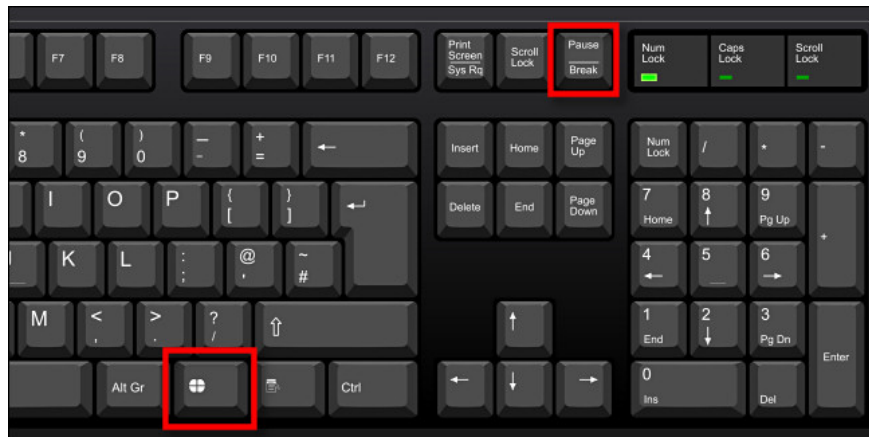 F7 F8 F9 F10 F11 F12
Print
Screen
Sys Rq
Scroll
Lock
Pause
Break
Num
Lock
Caps
Lock
Scroll
Lock
* ( ) — +
8 9 0 - = ←
Insert Home Page
Up
Num
Lock
/ * -
I O P { }
[ ] ↵
Delete End Page
Down
7 8 9
Home ↑ Pg Up
+
K L : @ ~
; ' #
4 5 6
← _ →
M < > ?
, . / ⇧
↑
1 2 3
End ↓ Pg Dn
Enter
Alt Gr Ctrl
← ↓ →
0
Ins Del